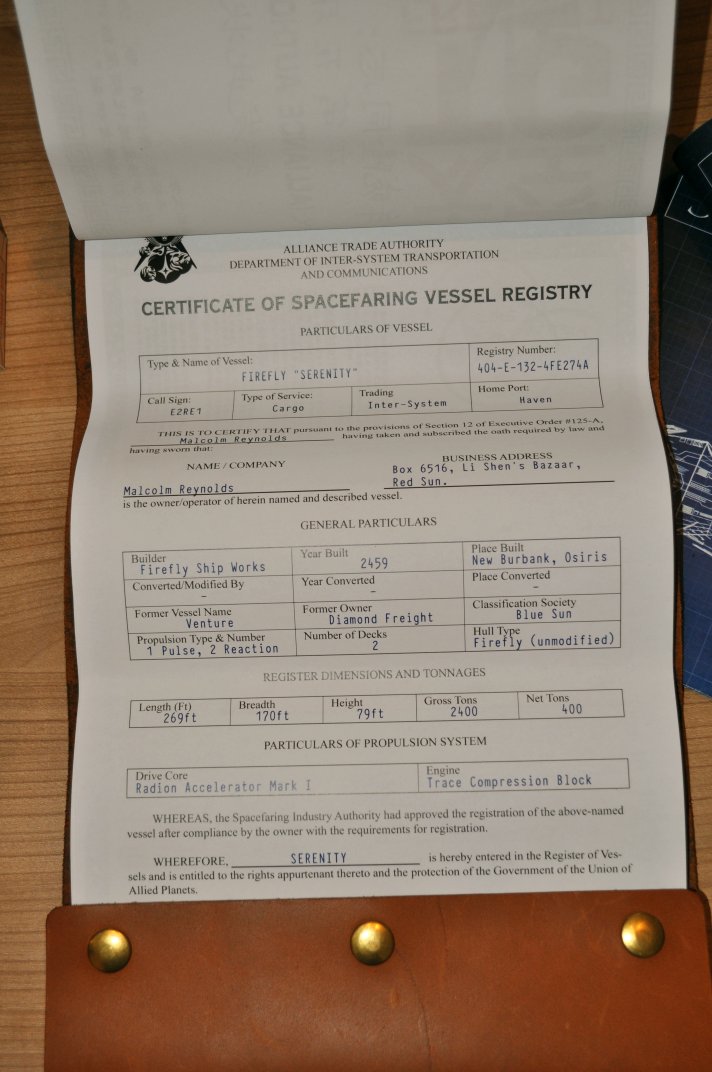 ALLIANCE TRADE AUTHORITY
DEPARTMENT OF INTER-SYSTEM TRANSPORTATION
AND COMMUNICATIONS
CERTIFICATE OF SPACEFARING VESSEL REGISTRY
PARTICULARS OF VESSEL
Type & Name of Vessel:
FIREFLY "SERENITY"
Registry Number:
404-E-132-4FE274A
Call Sign:
E2RE1
Type of Service:
Cargo
Trading
Inter-System
Home Port:
Haven
THIS IS TO CERTIFY THAT pursuant to the provisions of Section 12 of Executive Order #125-A,
Malcolm Reynolds having taken and subscribed the oath required by law and
having sworn that:
NAME / COMPANY
Malcolm Reynolds
BUSINESS ADDRESS
Box 6516, Li Shen's Bazaar,
Red Sun.
is the owner/operator of herein named and described vessel.
GENERAL PARTICULARS
Builder
Firefly Ship Works
Year Built
2459
Place Built
New Burbank, Osiris
Converted/Modified By
–
Year Converted
–
Place Converted
–
Former Vessel Name
Venture
Former Owner
Diamond Freight
Classification Society
Blue Sun
Propulsion Type & Number
1 Pulse, 2 Reaction
Number of Decks
2
Hull Type
Firefly (unmodified)
REGISTER DIMENSIONS AND TONNAGES
Length (Ft)
269ft
Breadth
170ft
Height
79ft
Gross Tons
2400
Net Tons
400
PARTICULARS OF PROPULSION SYSTEM
Drive Core
Radion Accelerator Mark I
Engine
Trace Compression Block
WHEREAS, the Spacefaring Industry Authority had approved the registration of the above-named
vessel after compliance by the owner with the requirements for registration.
WHEREFORE, SERENITY is hereby entered in the Register of Ves-
sels and is entitled to the rights appurtenant thereto and the protection of the Government of the Union of
Allied Planets.